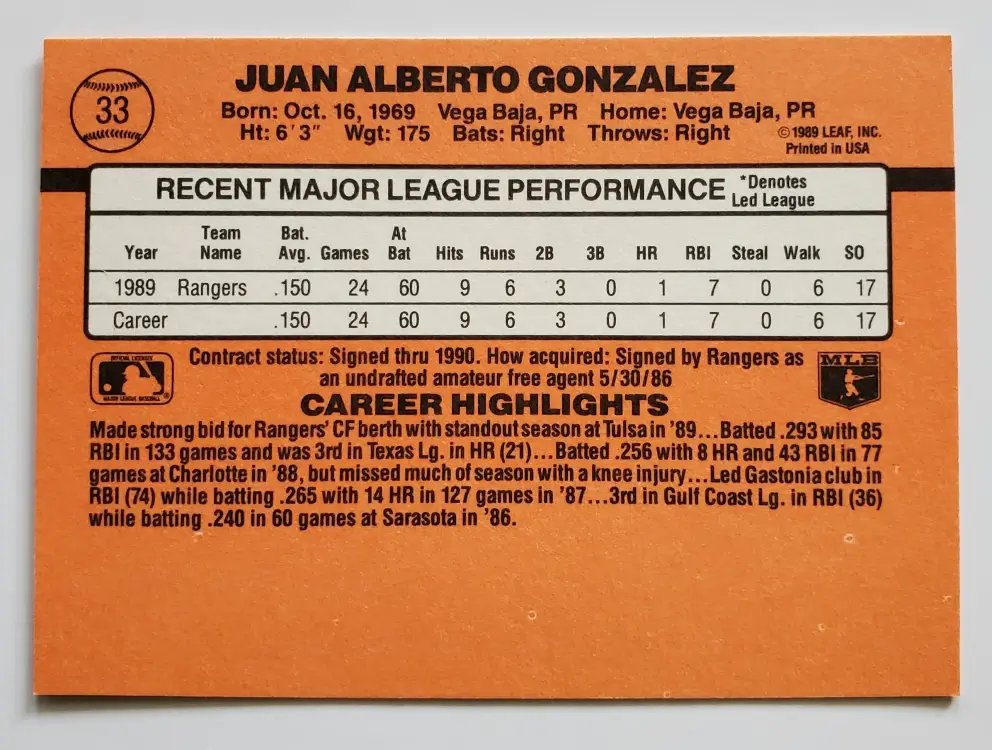 33
JUAN ALBERTO GONZALEZ
Born: Oct. 16, 1969 Vega Baja, PR Home: Vega Baja, PR
Ht: 6'3" Wgt: 175 Bats: Right Throws: Right
© 1989 LEAF, INC.
Printed in USA
RECENT MAJOR LEAGUE PERFORMANCE
*Denotes
Led League
Year Team Name Bat. Avg. Games At Bat Hits Runs 2B 3B HR RBI Steal Walk SO
1989 Rangers .150 24 60 9 6 3 0 1 7 0 6 17
Career .150 24 60 9 6 3 0 1 7 0 6 17
OFFICIAL LICENSEE
MAJOR LEAGUE BASEBALL
®
Contract status: Signed thru 1990. How acquired: Signed by Rangers as
an undrafted amateur free agent 5/30/86
MLB
CAREER HIGHLIGHTS
Made strong bid for Rangers' CF berth with standout season at Tulsa in '89...Batted .293 with 85
RBI in 133 games and was 3rd in Texas Lg. in HR (21)...Batted .256 with 8 HR and 43 RBI in 77
games at Charlotte in '88, but missed much of season with a knee injury...Led Gastonia club in
RBI (74) while batting .265 with 14 HR in 127 games in '87...3rd in Gulf Coast Lg. in RBI (36)
while batting .240 in 60 games at Sarasota in '86.